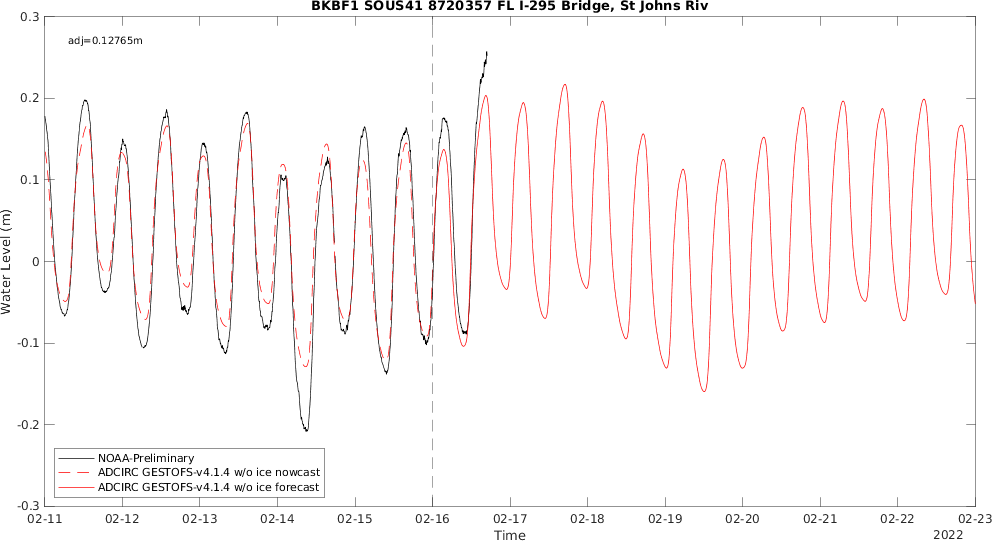 BKBF1 SOUS41 8720357 FL I-295 Bridge, St Johns Riv
adj=0.12765m
0.3
0.2
0.1
0
-0.1
-0.2
-0.3
Water Level (m)
NOAA-Preliminary
ADCIRC GESTOFS-v4.1.4 w/o ice nowcast
ADCIRC GESTOFS-v4.1.4 w/o ice forecast
02-11 02-12 02-13 02-14 02-15 02-16 02-17 02-18 02-19 02-20 02-21 02-22 02-23
Time
2022